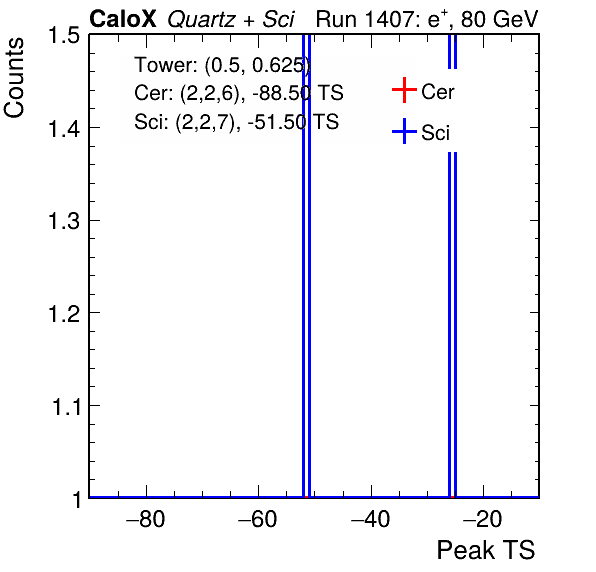 CaloX Quartz + Sci Run 1407: e+, 80 GeV
Counts
1.5
1.4
1.3
1.2
1.1
1
Tower: (0.5, 0.625)
Cer: (2,2,6), -88.50 TS
Sci: (2,2,7), -51.50 TS
Cer
Sci
−80 −60 −40 −20
Peak TS